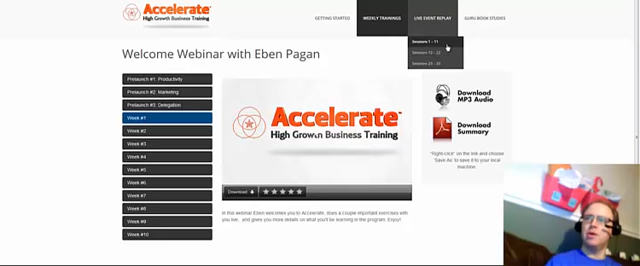 Accelerate™
High Growth Business Training
GETTING STARTED
WEEKLY TRAININGS
LIVE EVENT REPLAY
GURU BOOK STUDIES
Sessions 1 - 11
Sessions 12 - 22
Sessions 23 - 33
Welcome Webinar with Eben Pagan
Prelaunch #1: Productivity
Prelaunch #2: Marketing
Prelaunch #3: Delegation
Week #1
Week #2
Week #3
Week #4
Week #5
Week #6
Week #7
Week #8
Week #9
Week #10
Accelerate™
High Growth Business Training
Download
Download
MP3 Audio
Download
Summary
"Right-click" on the link and choose
"Save As" to save it to your local
machine.
In this webinar Eben welcomes you to Accelerate, does a couple important exercises with
you live, and gives you more details on what you'll be learning in the program. Enjoy!